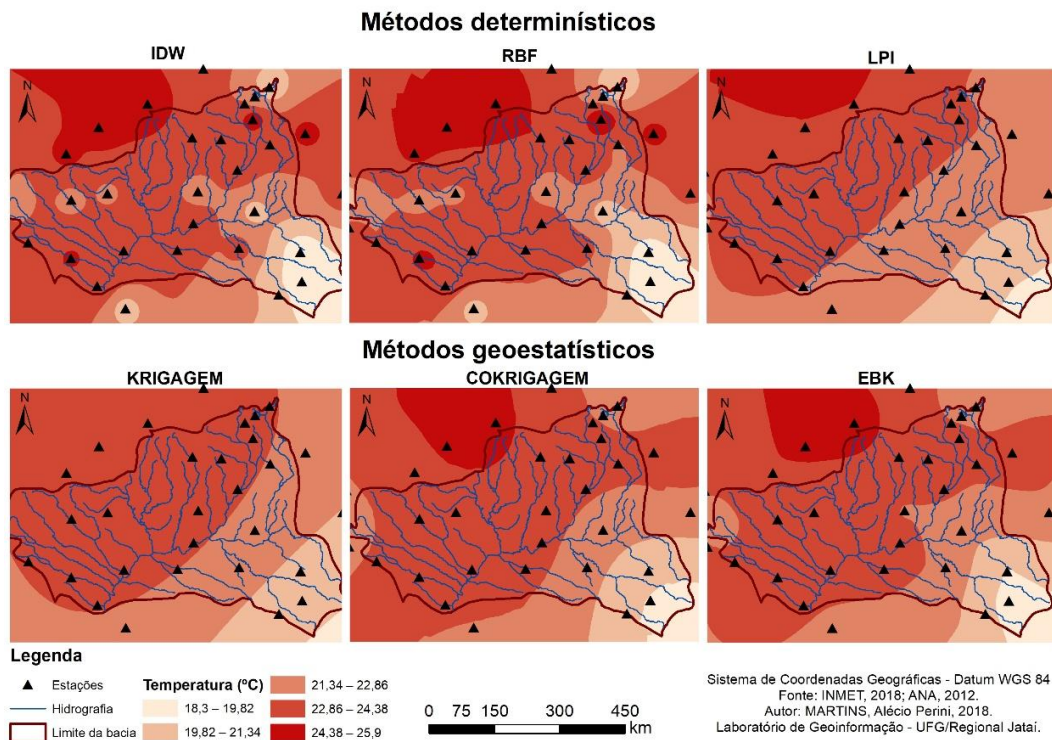 Métodos determinísticos
IDW
RBF
LPI
N
N
N
Métodos geoestatísticos
KRIGAGEM
COKRIGAGEM
EBK
N
N
N
Legenda
Estações
Hidrografia
Limite da bacia
Temperatura (ºC)
18,3 – 19,82
19,82 – 21,34
21,34 – 22,86
22,86 – 24,38
24,38 – 25,9
0 75 150 300 450
km
Sistema de Coordenadas Geográficas - Datum WGS 84
Fonte: INMET, 2018; ANA, 2012.
Autor: MARTINS, Alécio Perini, 2018.
Laboratório de Geoinformação - UFG/Regional Jataí.